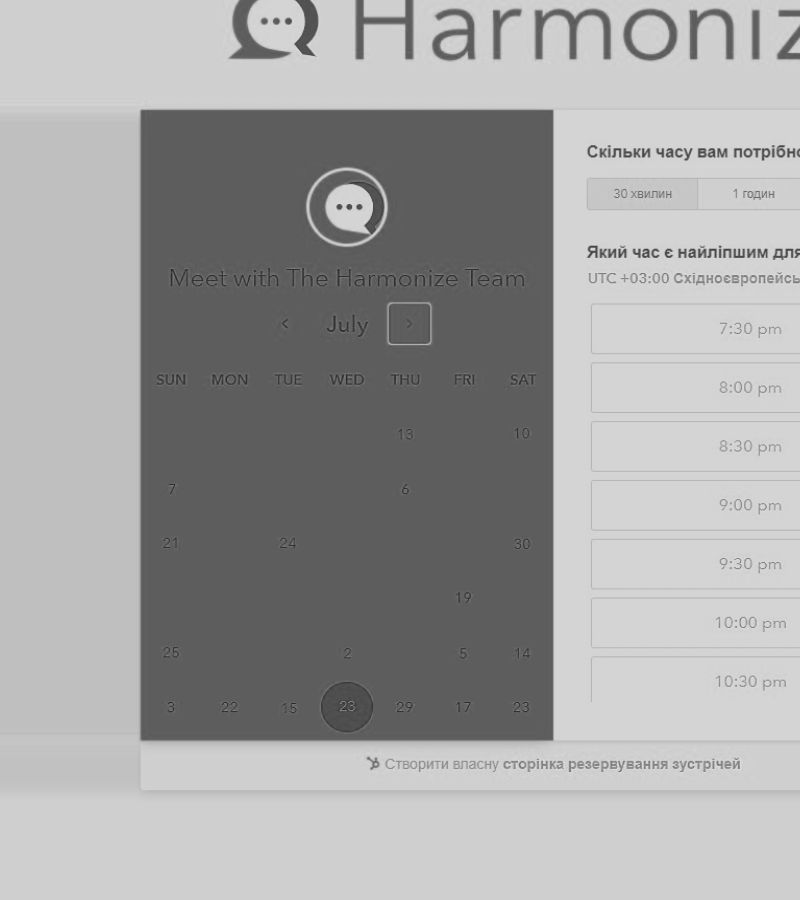 Harmoniz
Meet with The Harmonize Team
‹ July ›
SUN MON TUE WED THU FRI SAT
13 10
7 6
21 24 30
19
25 2 5 14
3 22 15 23 29 17 23
Скільки часу вам потрібно
30 хвилин 1 годин
Який час є найліпшим для
UTC +03:00 Східноєвропейсь
7:30 pm
8:00 pm
8:30 pm
9:00 pm
9:30 pm
10:00 pm
10:30 pm
Створити власну сторінка резервування зустрічей